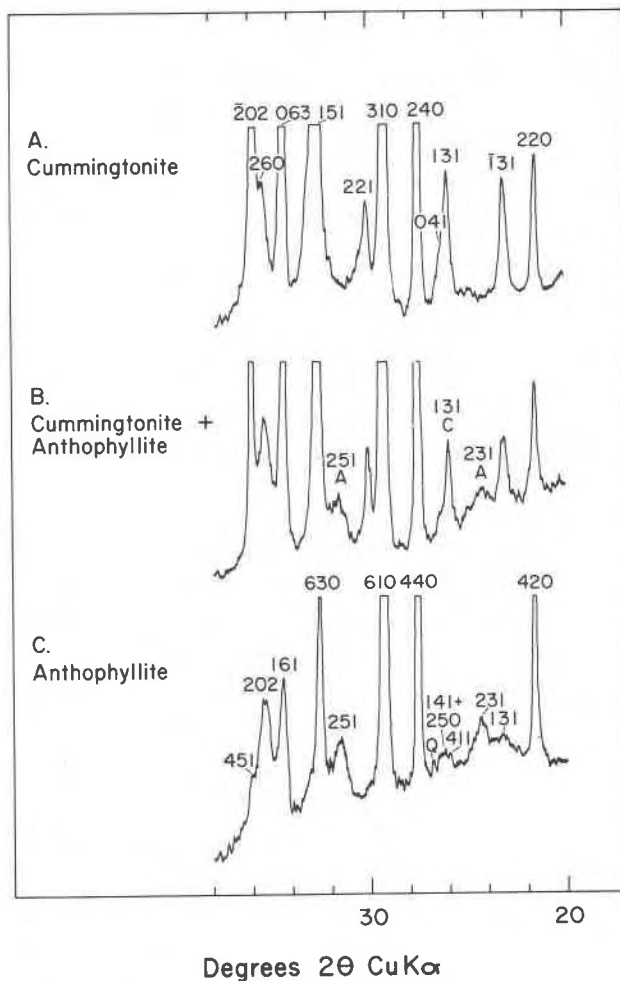 A.
Cummingtonite
2̄02 063 151 310 240
260 221 131 1̄31 220
041
B.
Cummingtonite +
Anthophyllite
251
A
131
C
231
A
C.
Anthophyllite
630 610 440 420
451 202 161 251
Q 141+
250 411 231 131
30 20
Degrees 2θ CuKα